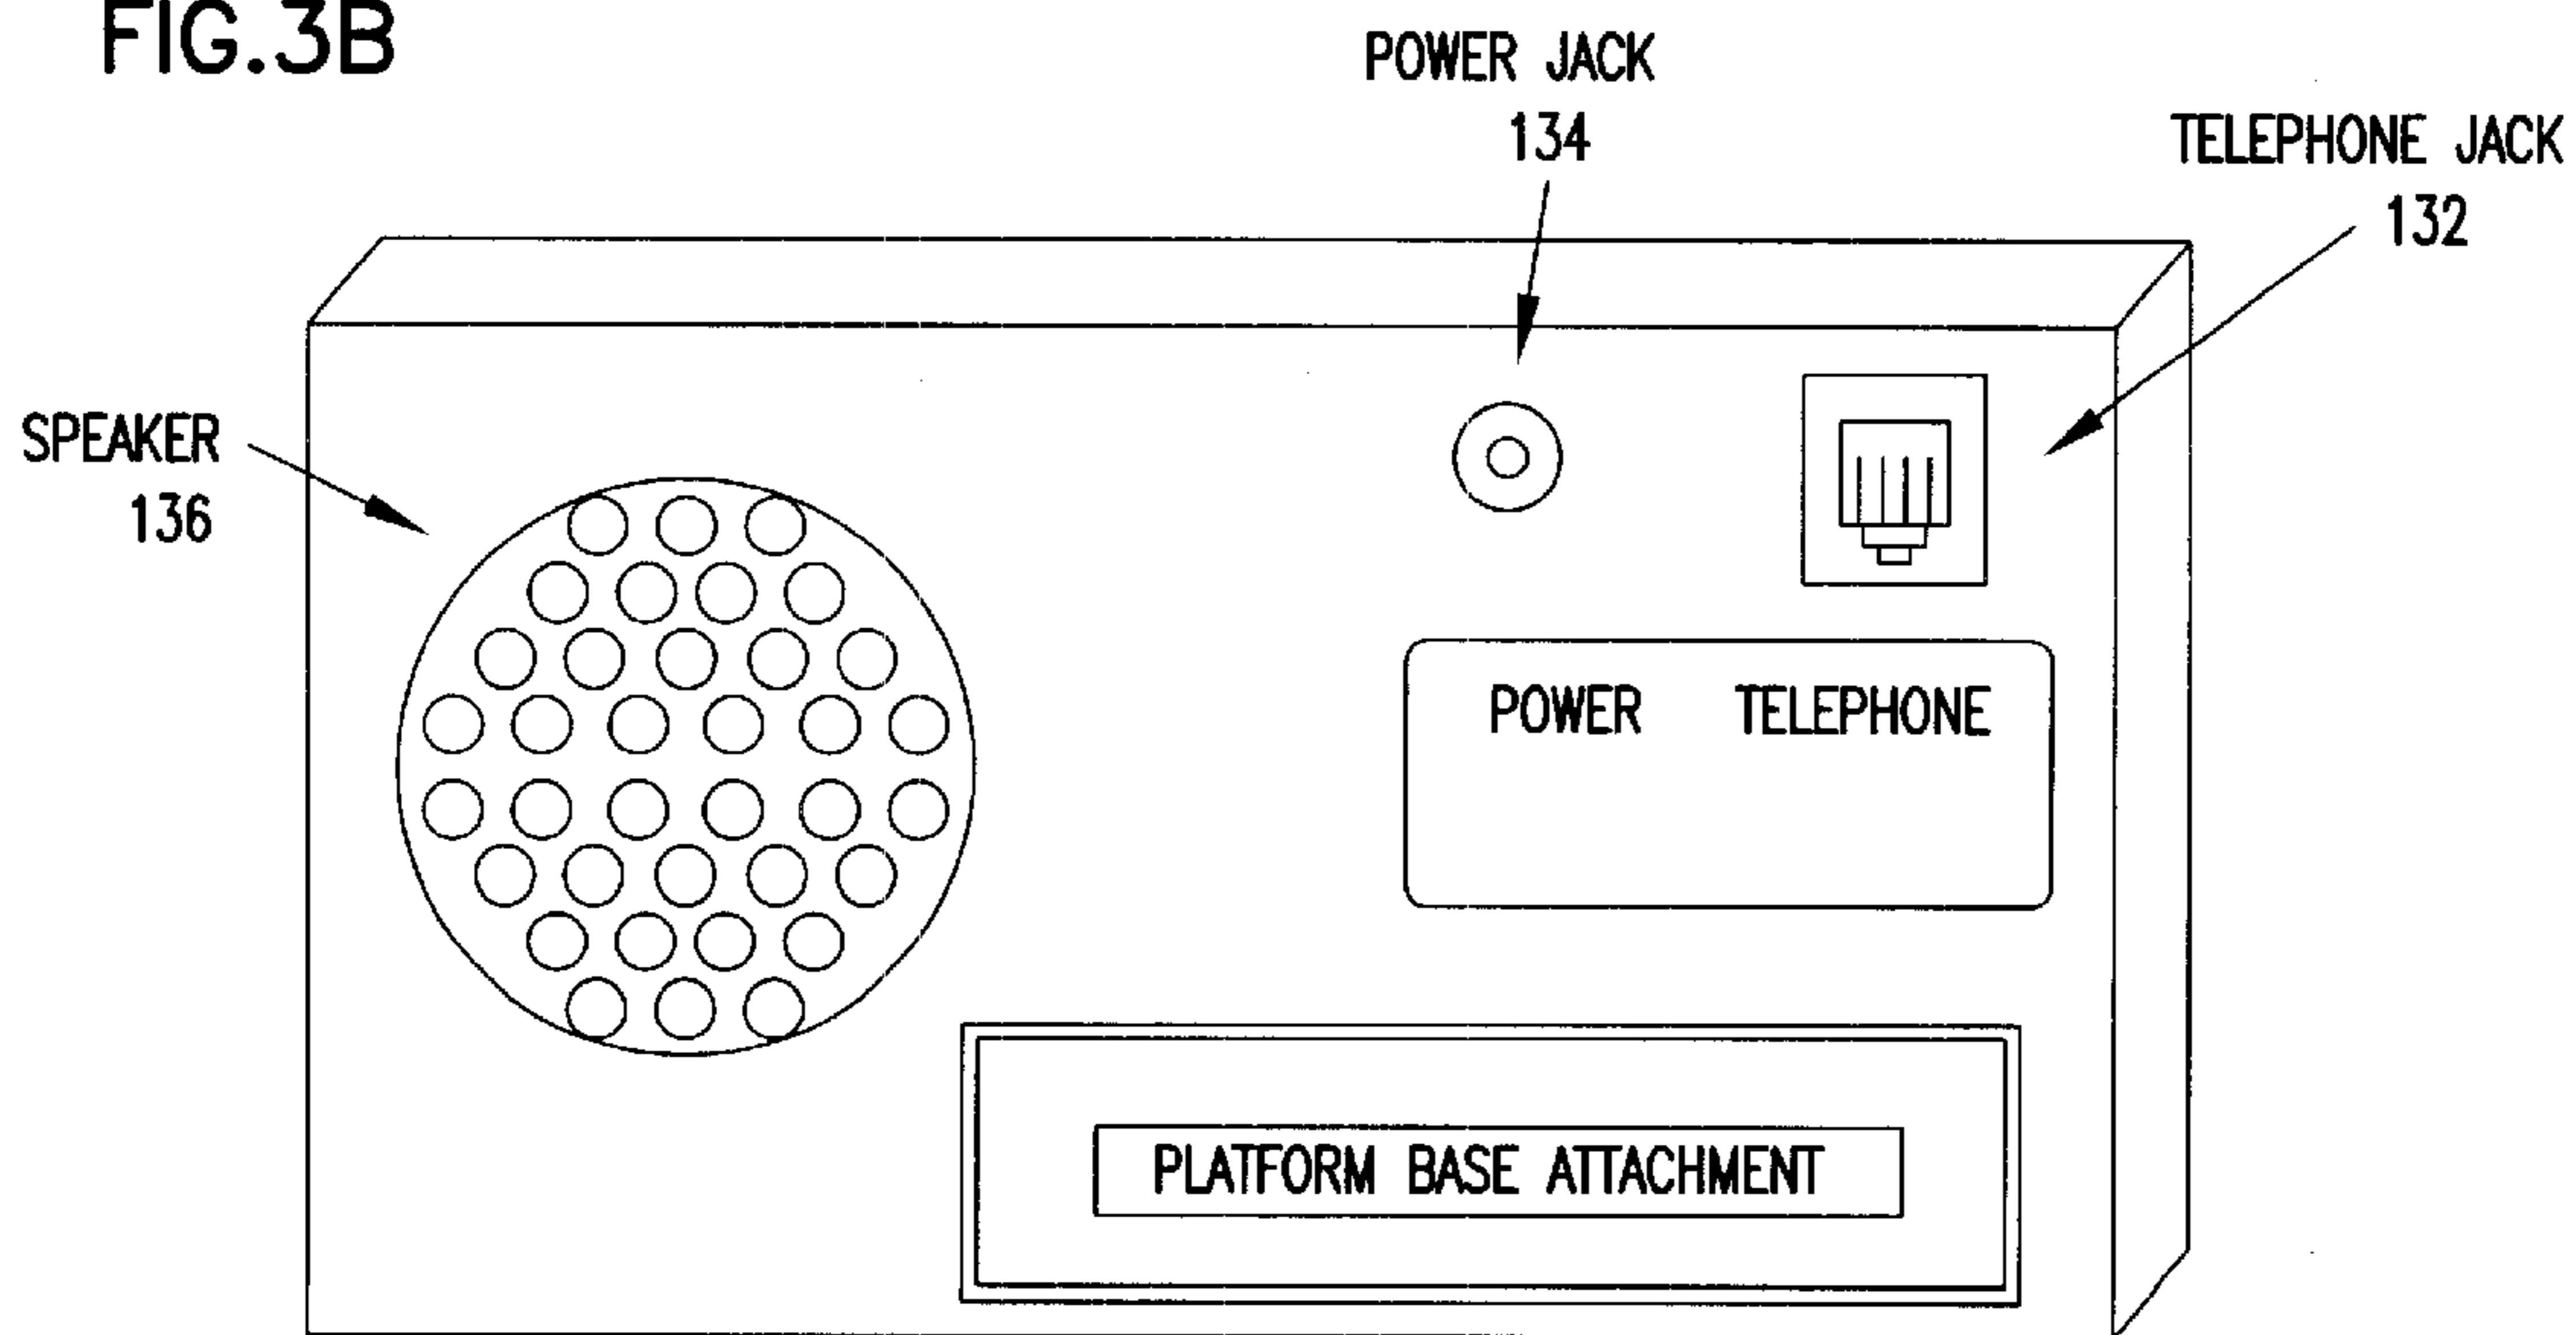 FIG.3B
POWER JACK
134
TELEPHONE JACK
132
SPEAKER
136
POWER TELEPHONE
PLATFORM BASE ATTACHMENT